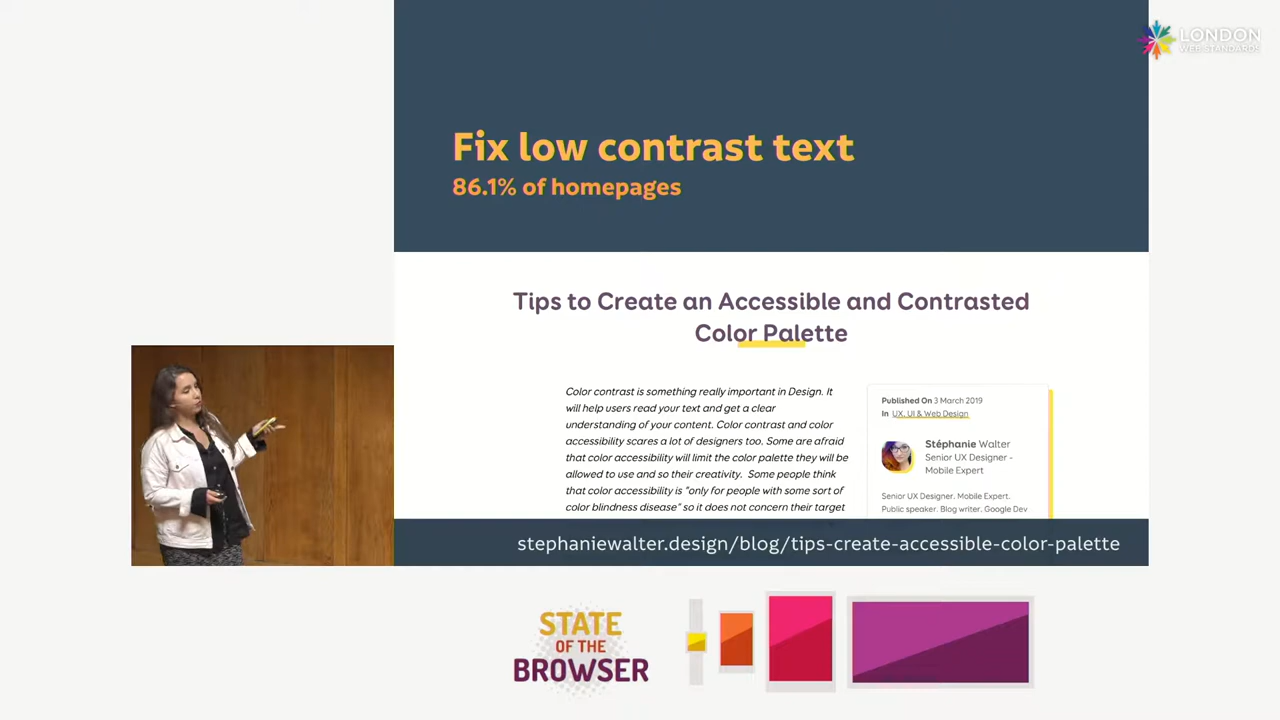 LONDON
WEB STANDARDS
Fix low contrast text
86.1% of homepages
Tips to Create an Accessible and Contrasted
Color Palette
Color contrast is something really important in Design. It
will help users read your text and get a clear
understanding of your content. Color contrast and color
accessibility scares a lot of designers too. Some are afraid
that color accessibility will limit the color palette they will be
allowed to use and so their creativity. Some people think
that color accessibility is "only for people with some sort of
color blindness disease" so it does not concern their target
Published On 3 March 2019
In UX, UI & Web Design
Stéphanie Walter
Senior UX Designer -
Mobile Expert
Senior UX Designer. Mobile Expert.
Public speaker. Blog writer. Google Dev
stephaniewalter.design/blog/tips-create-accessible-color-palette
STATE
OF THE
BROWSER